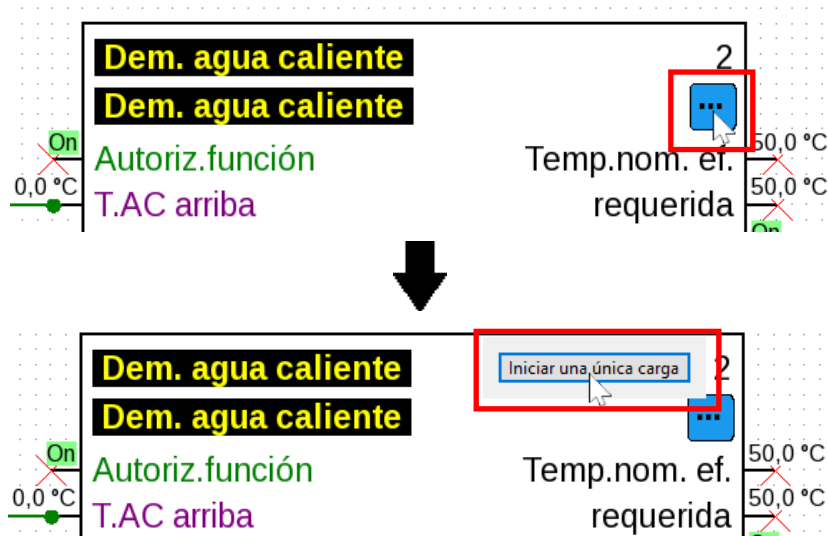 Dem. agua caliente 2
Dem. agua caliente ...
On Autoriz.función Temp.nom. ef. 50,0 °C
0,0 °C T.AC arriba requerida 50,0 °C
On
Dem. agua caliente Iniciar una única carga 2
Dem. agua caliente ...
On Autoriz.función Temp.nom. ef. 50,0 °C
0,0 °C T.AC arriba requerida 50,0 °C